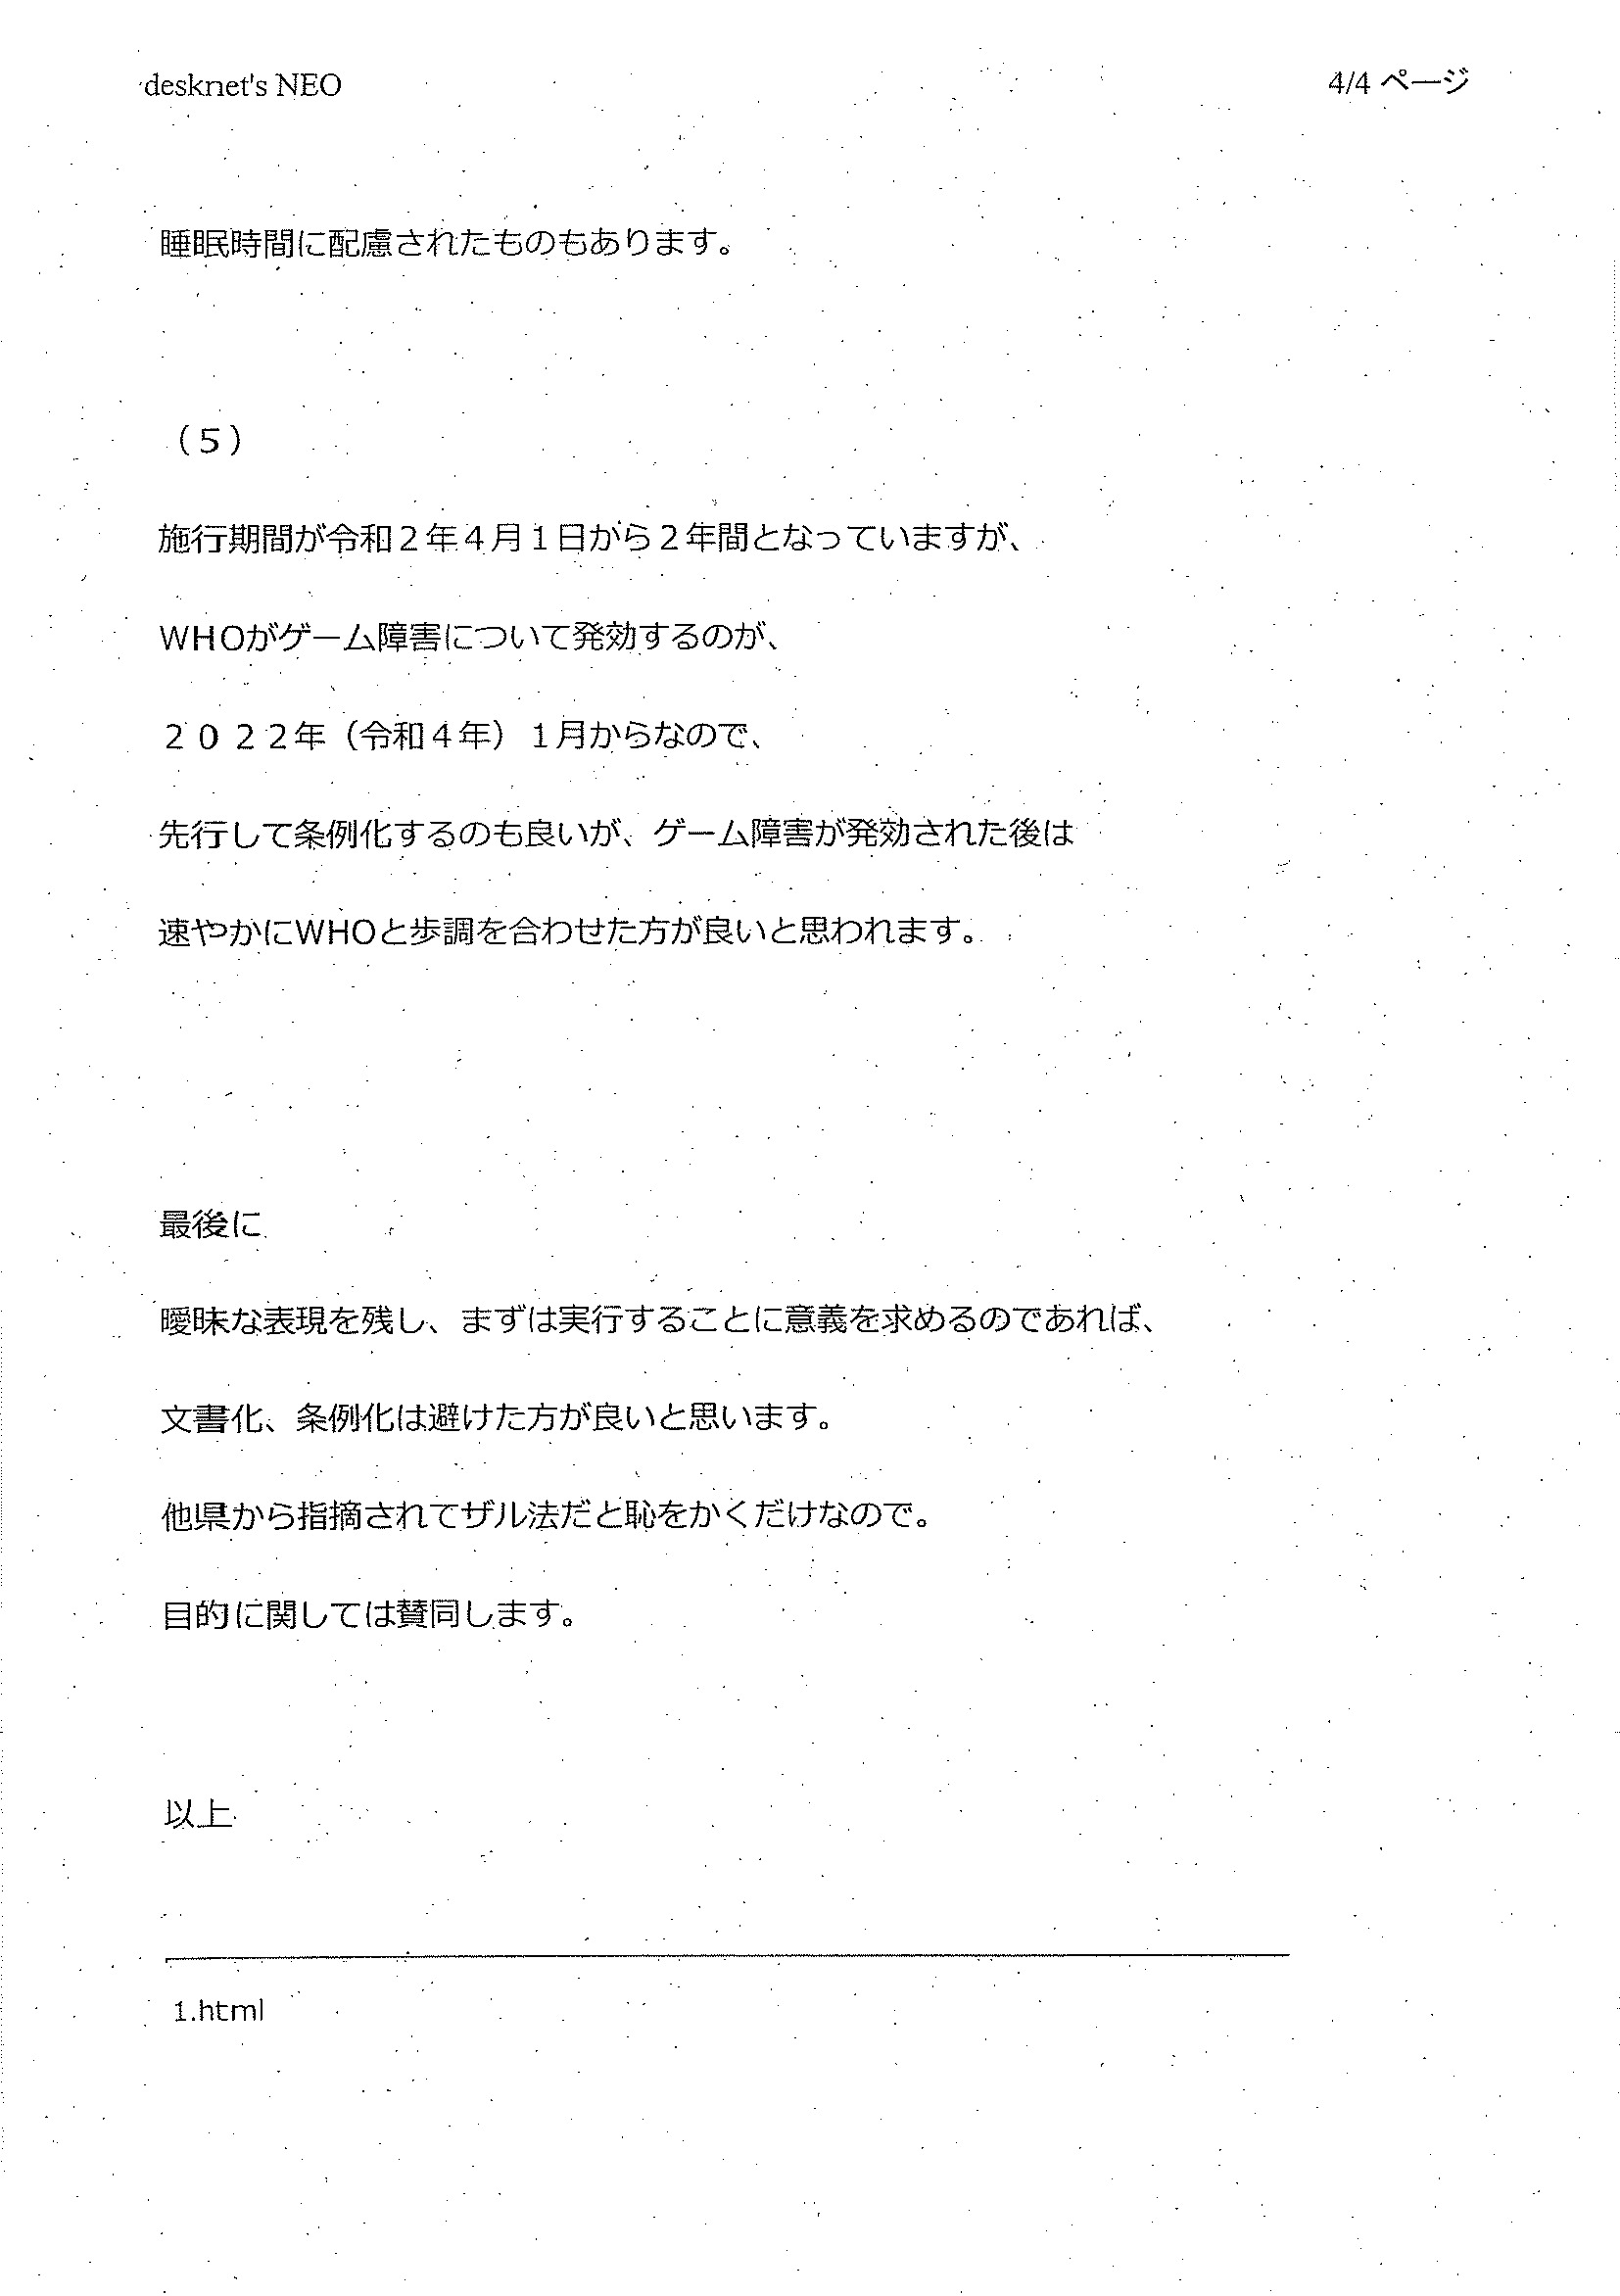 desknet's NEO
4/4 ページ
睡眠時間に配慮されたものもあります。
（５）
施行期間が令和２年４月１日から２年間となっていますが、
WHOがゲーム障害について発効するのが、
２０２２年（令和４年）１月からなので、
先行して条例化するのも良いが、ゲーム障害が発効された後は
速やかにWHOと歩調を合わせた方が良いと思われます。
最後に
曖昧な表現を残し、まずは実行することに意義を求めるのであれば、
文書化、条例化は避けた方が良いと思います。
他県から指摘されてザル法だと恥をかくだけなので。
目的に関しては賛同します。
以上
1.html